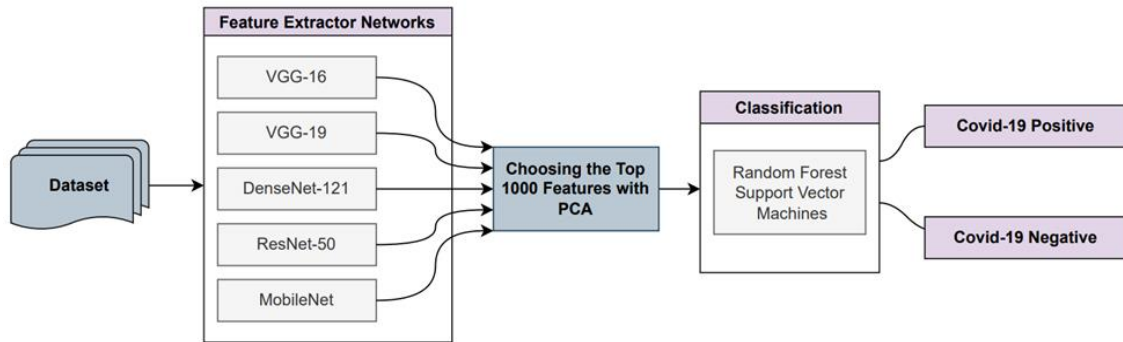 Feature Extractor Networks
VGG-16
VGG-19
DenseNet-121
ResNet-50
MobileNet
Dataset
Choosing the Top
1000 Features with
PCA
Classification
Random Forest
Support Vector
Machines
Covid-19 Positive
Covid-19 Negative